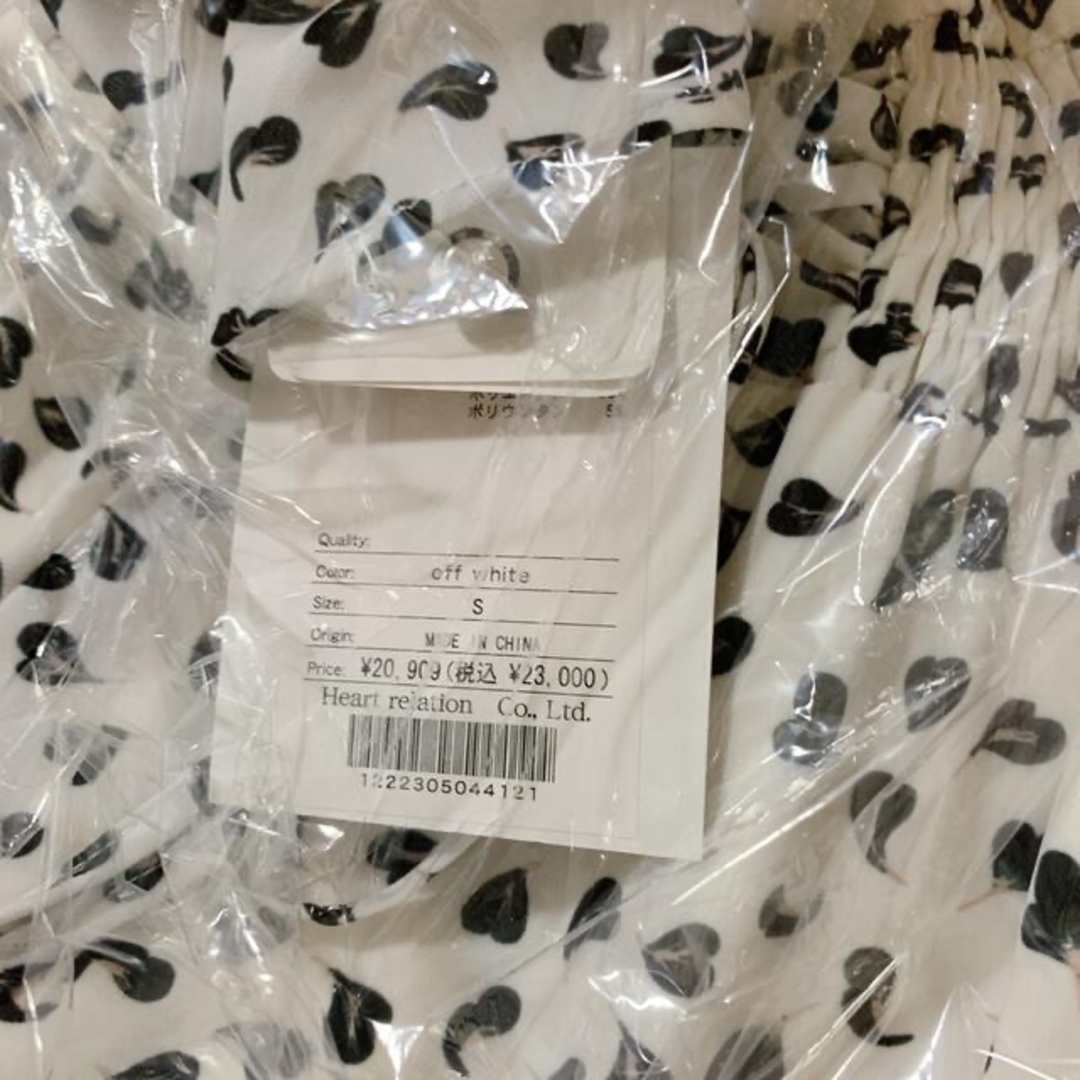 ポリウレタン 5%
Quality:
Color: off white
Size: S
Origin: MADE IN CHINA
Price: ¥20,909(税込 ¥23,000)
Heart relation Co., Ltd.
1222305044121